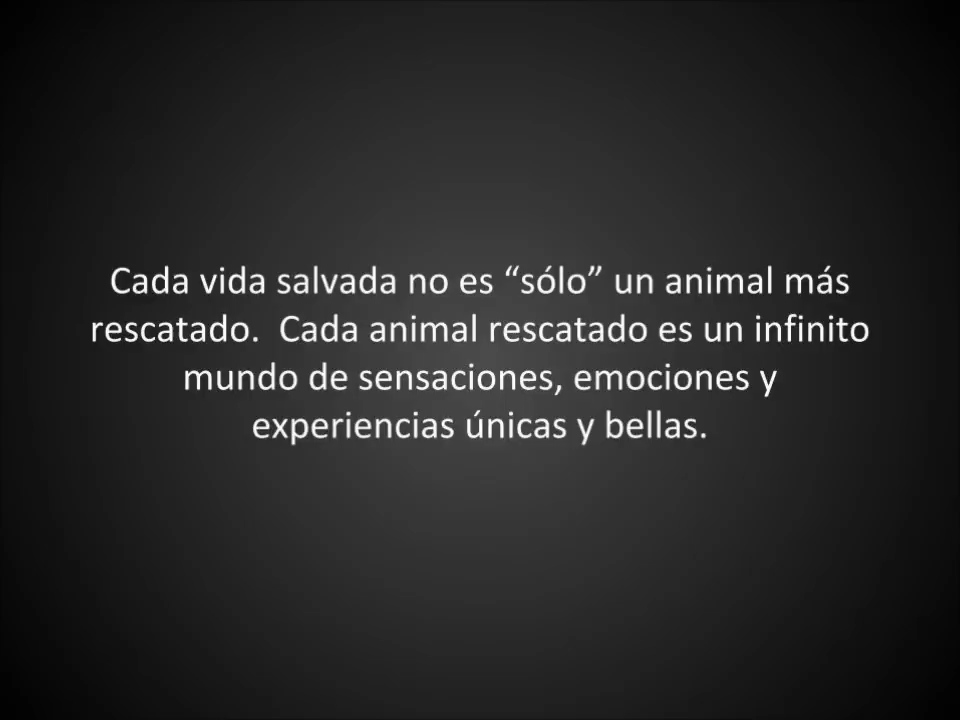 Cada vida salvada no es “sólo” un animal más
rescatado.  Cada animal rescatado es un infinito
mundo de sensaciones, emociones y
experiencias únicas y bellas.